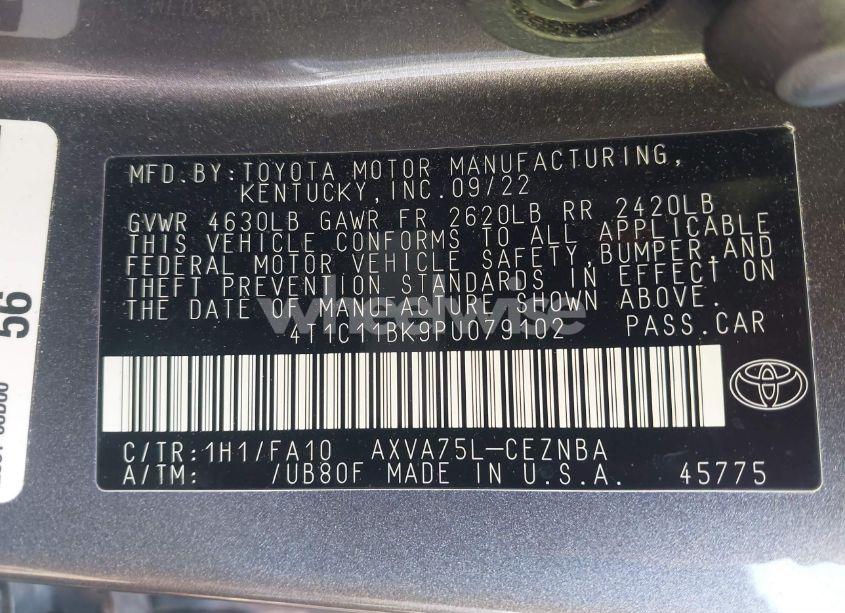 MFD.BY:TOYOTA MOTOR MANUFACTURING,
KENTUCKY,INC.09/22
GVWR 4630LB GAWR FR 2620LB RR 2420LB
THIS VEHICLE CONFORMS TO ALL APPLICABLE
FEDERAL MOTOR VEHICLE SAFETY,BUMPER,AND
THEFT PREVENTION STANDARDS IN EFFECT ON
THE DATE OF MANUFACTURE SHOWN ABOVE.
wheelwise
4T1C11BK9PU079102 PASS.CAR
C/TR:1H1/FA10 AXVA75L-CEZNBA
A/TM: /UB80F MADE IN U.S.A. 45775
56